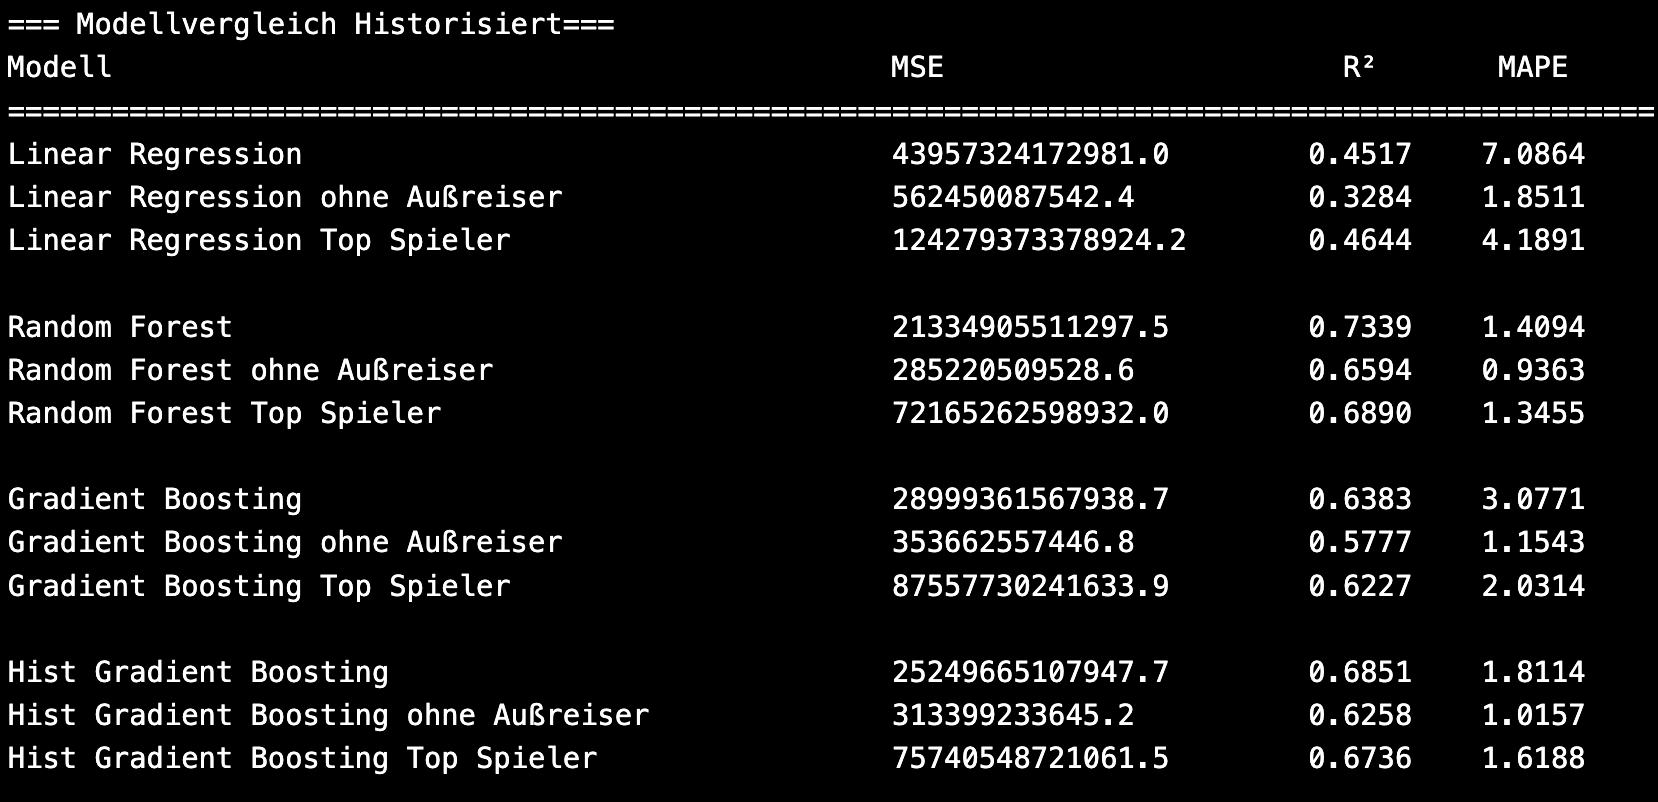 === Modellvergleich Historisiert===
Modell MSE R² MAPE
===============================================================================================
Linear Regression 43957324172981.0 0.4517 7.0864
Linear Regression ohne Außreiser 562450087542.4 0.3284 1.8511
Linear Regression Top Spieler 124279373378924.2 0.4644 4.1891
Random Forest 21334905511297.5 0.7339 1.4094
Random Forest ohne Außreiser 285220509528.6 0.6594 0.9363
Random Forest Top Spieler 72165262598932.0 0.6890 1.3455
Gradient Boosting 28999361567938.7 0.6383 3.0771
Gradient Boosting ohne Außreiser 353662557446.8 0.5777 1.1543
Gradient Boosting Top Spieler 87557730241633.9 0.6227 2.0314
Hist Gradient Boosting 25249665107947.7 0.6851 1.8114
Hist Gradient Boosting ohne Außreiser 313399233645.2 0.6258 1.0157
Hist Gradient Boosting Top Spieler 75740548721061.5 0.6736 1.6188